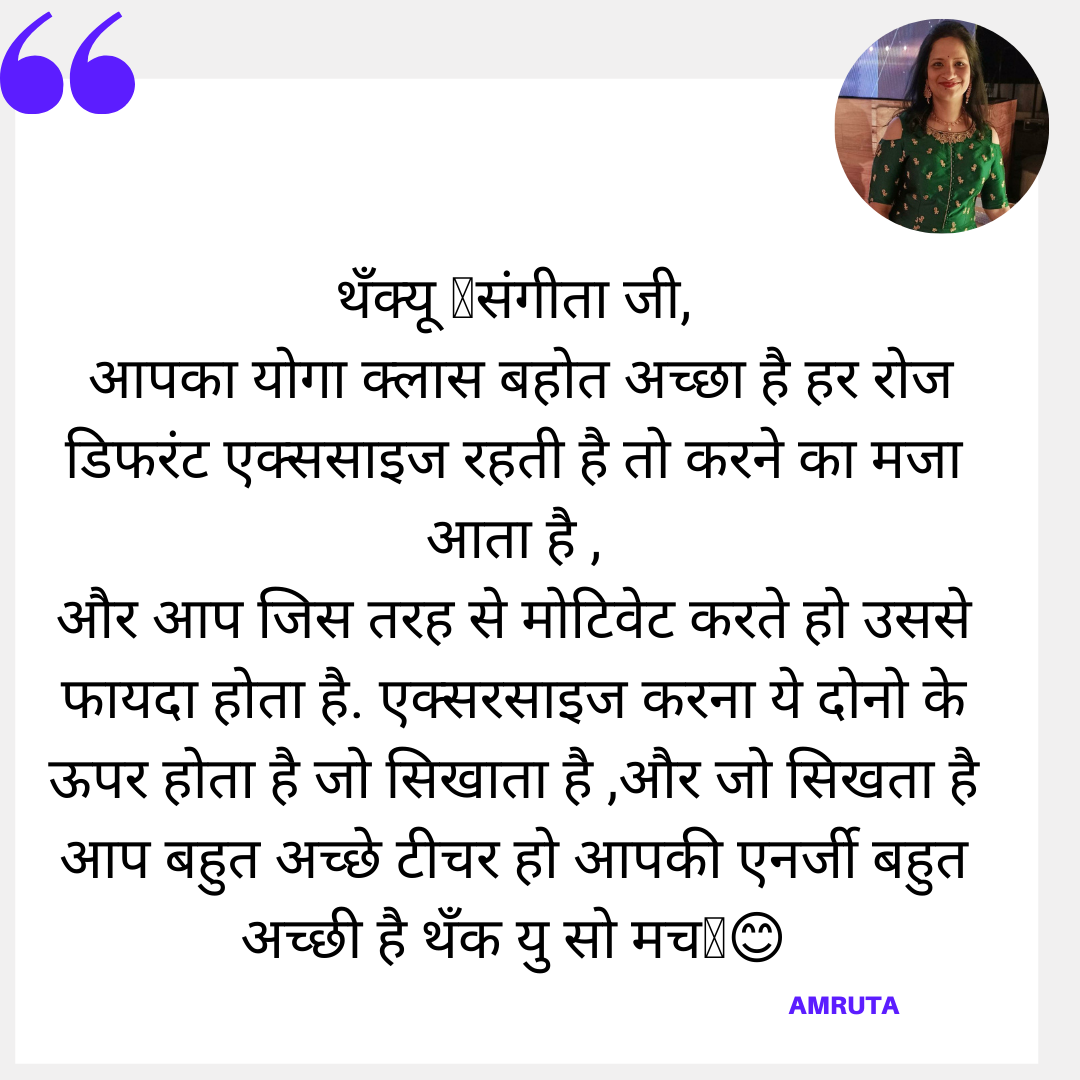 थँक्यू संगीता जी,
आपका योगा क्लास बहोत अच्छा है हर रोज
डिफरंट एक्ससाइज रहती है तो करने का मजा
आता है ,
और आप जिस तरह से मोटिवेट करते हो उससे
फायदा होता है. एक्सरसाइज करना ये दोनो के
ऊपर होता है जो सिखाता है ,और जो सिखता है
आप बहुत अच्छे टीचर हो आपकी एनर्जी बहुत
अच्छी है थँक यु सो मच😊
AMRUTA